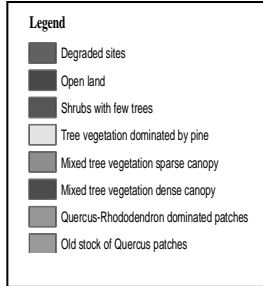 Legend
Degraded sites
Open land
Shrubs with few trees
Tree vegetation dominated by pine
Mixed tree vegetation sparse canopy
Mixed tree vegetation dense canopy
Quercus-Rhododendron dominated patches
Old stock of Quercus patches